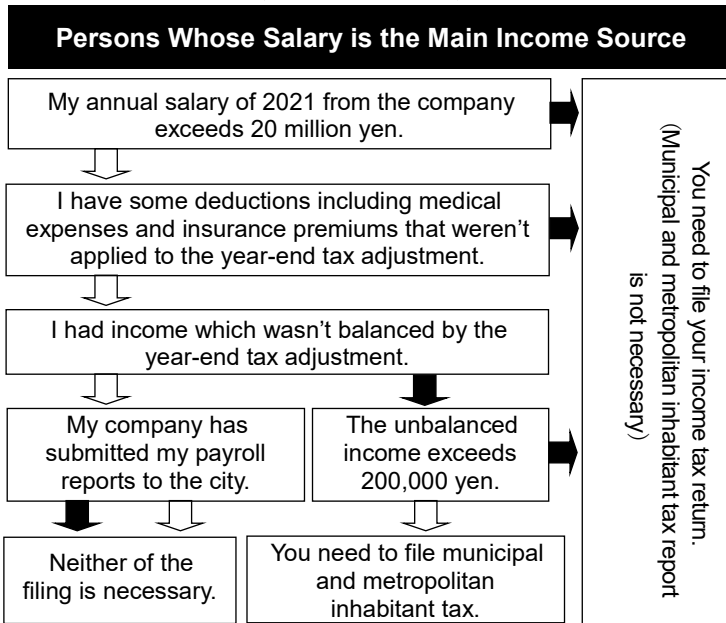 Persons Whose Salary is the Main Income Source
My annual salary of 2021 from the company
exceeds 20 million yen.
I have some deductions including medical
expenses and insurance premiums that weren't
applied to the year-end tax adjustment.
I had income which wasn't balanced by the
year-end tax adjustment.
My company has
submitted my payroll
reports to the city.
The unbalanced
income exceeds
200,000 yen.
Neither of the
filing is necessary.
You need to file municipal
and metropolitan
inhabitant tax.
You need to file your income tax return.
(Municipal and metropolitan inhabitant tax report
is not necessary)